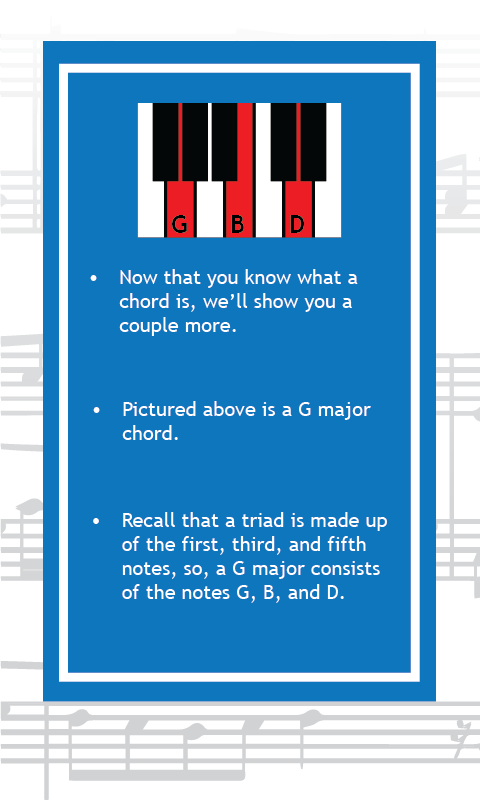 G B D
• Now that you know what a
chord is, we’ll show you a
couple more.
• Pictured above is a G major
chord.
• Recall that a triad is made up
of the first, third, and fifth
notes, so, a G major consists
of the notes G, B, and D.